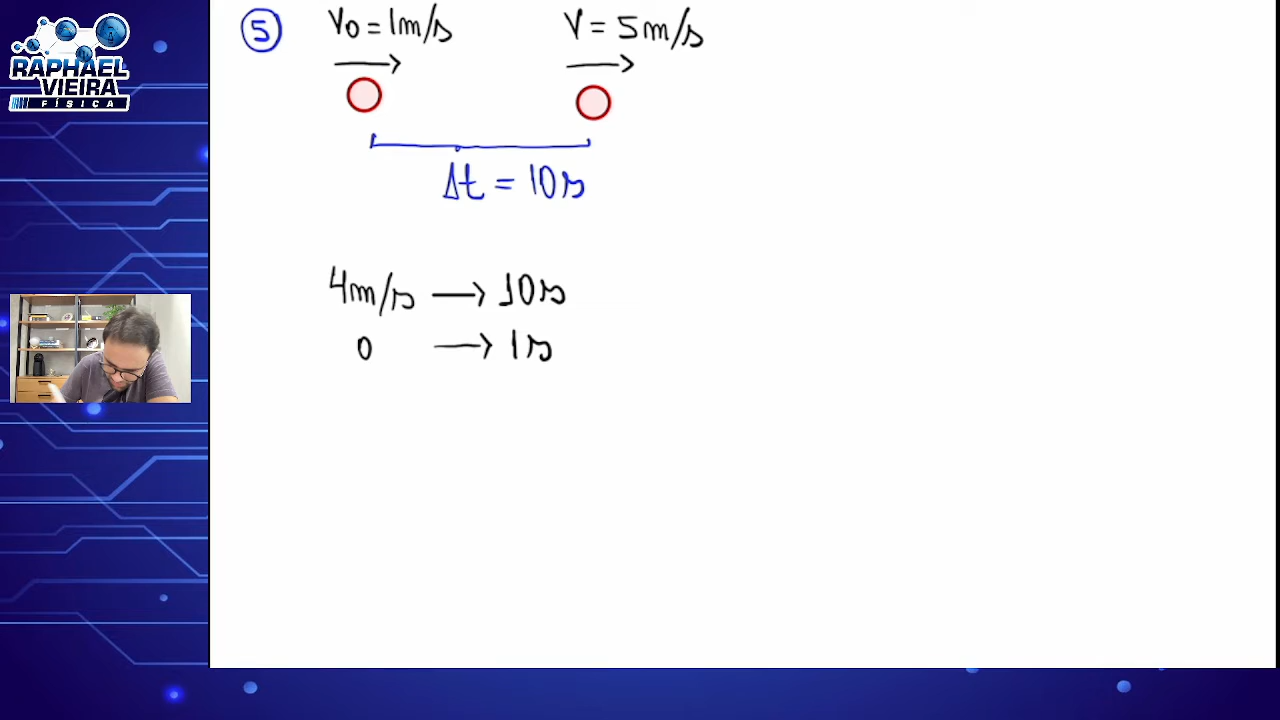 RAPHAEL
VIEIRA
FÍSICA
5 V0 = 1m/s V = 5m/s
Δt = 10s
4m/s → 10s
0 → 1s